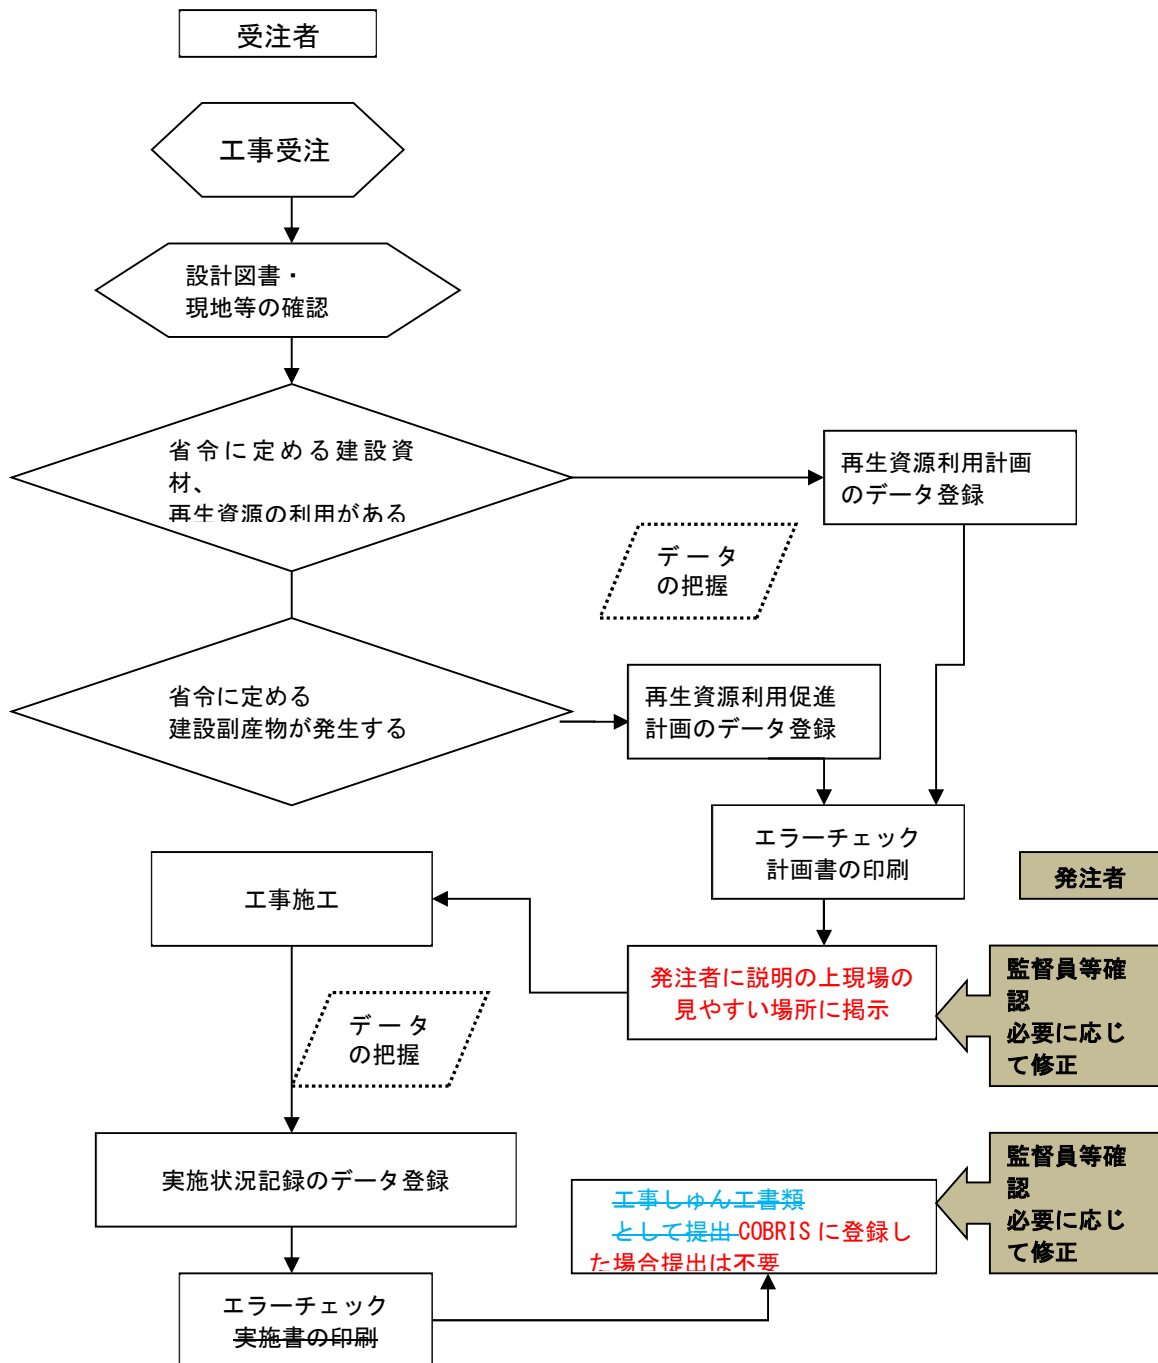 受注者
工事受注
設計図書・
現地等の確認
省令に定める建設資
材、
再生資源の利用がある
再生資源利用計画
のデータ登録
データ
の把握
省令に定める
建設副産物が発生する
再生資源利用促進
計画のデータ登録
エラーチェック
計画書の印刷
発注者
工事施工
発注者に説明の上現場の
見やすい場所に掲示
監督員等確
認
必要に応じ
て修正
データ
の把握
実施状況記録のデータ登録
工事しゅん工書類
として提出 COBRIS に登録し
た場合提出は不要
監督員等確
認
必要に応じ
て修正
エラーチェック
実施書の印刷